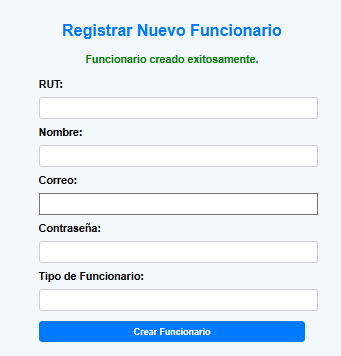 Registrar Nuevo Funcionario
Funcionario creado exitosamente.
RUT:
Nombre:
Correo:
Contraseña:
Tipo de Funcionario:
Crear Funcionario